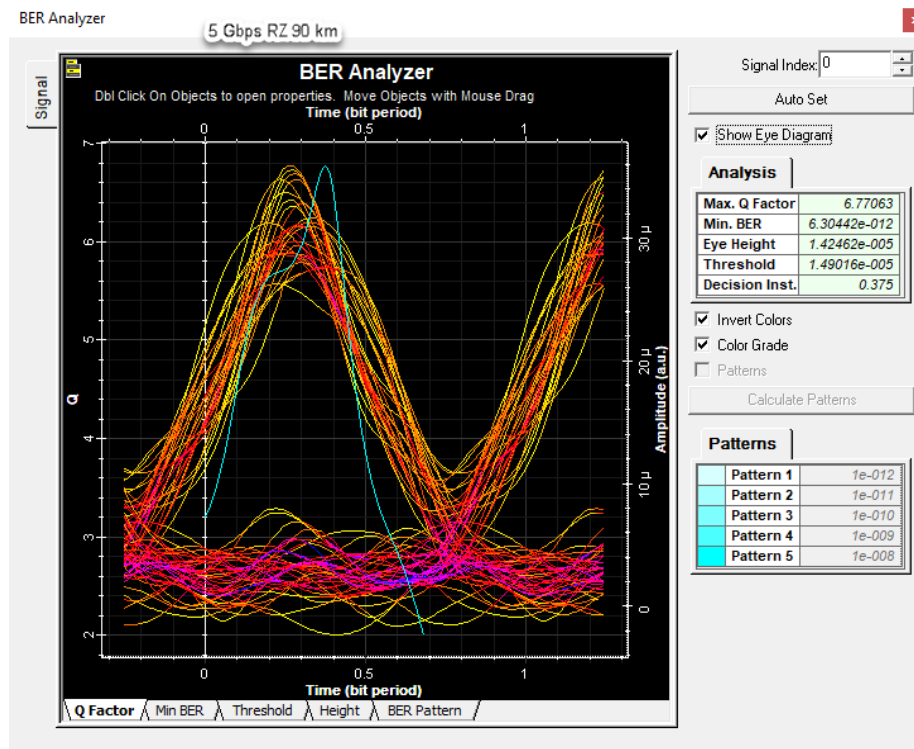 BER Analyzer
5 Gbps RZ 90 km
Signal
BER Analyzer
Dbl Click On Objects to open properties. Move Objects with Mouse Drag
Time (bit period)
0 0.5 1
7
6
5
4
3
2
Q
30 µ
20 µ
10 µ
0
Amplitude (a.u.)
0 0.5 1
Time (bit period)
Q Factor Min BER Threshold Height BER Pattern
Signal Index: 0
Auto Set
Show Eye Diagram
Analysis
Max. Q Factor 6.77063
Min. BER 6.30442e-012
Eye Height 1.42462e-005
Threshold 1.49016e-005
Decision Inst. 0.375
Invert Colors
Color Grade
Patterns
Calculate Patterns
Patterns
Pattern 1 1e-012
Pattern 2 1e-011
Pattern 3 1e-010
Pattern 4 1e-009
Pattern 5 1e-008